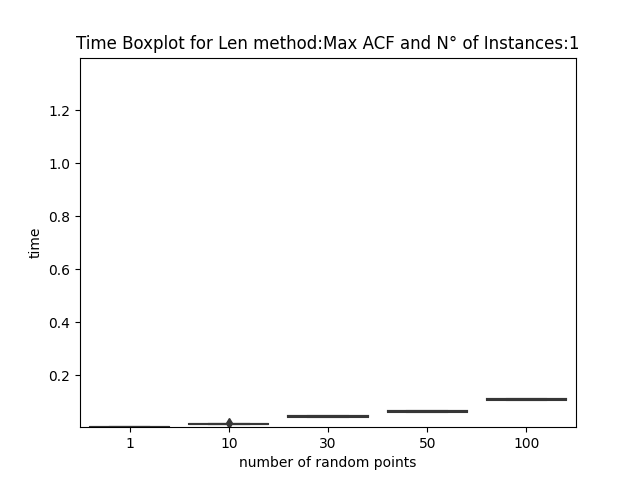 Time Boxplot for Len method:Max ACF and N° of Instances:1
1.2
1.0
0.8
0.6
0.4
0.2
time
1 10 30 50 100
number of random points